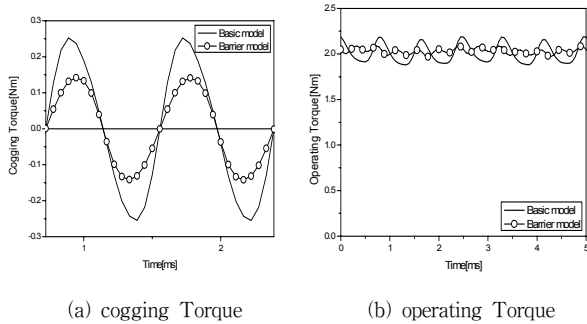 0.3
0.2
0.1
0.0
-0.1
-0.2
-0.3
Cogging Torque[Nm]
Basic model
Barrier model
1
2
Time[ms]
(a) cogging Torque
2.5
2.0
1.5
1.0
0.5
0.0
Operating Torque[Nm]
Basic model
Barrier model
0
1
2
3
4
5
Time[ms]
(b) operating Torque